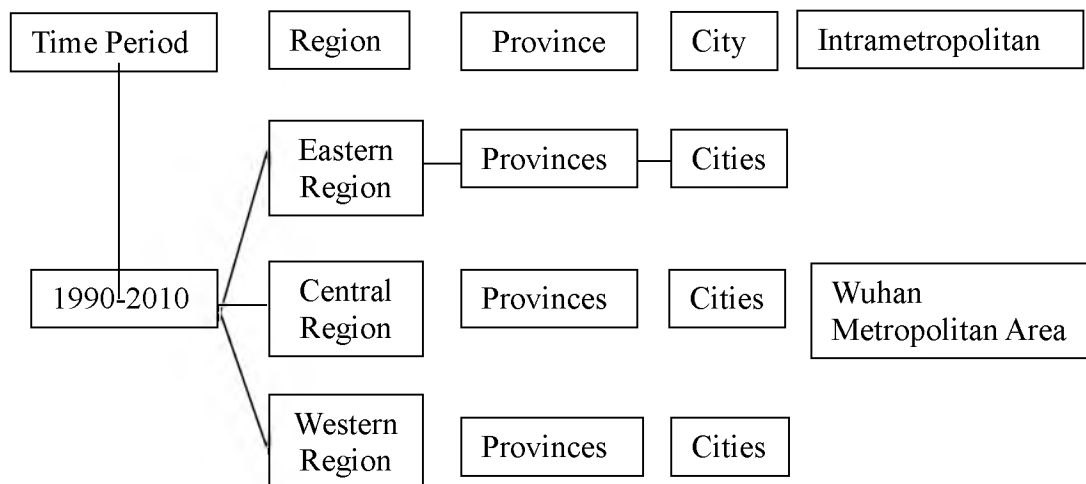 Time Period
Region
Province
City
Intrametropolitan
Eastern
Region
Provinces
Cities
1990-2010
Central
Region
Provinces
Cities
Wuhan
Metropolitan Area
Western
Region
Provinces
Cities